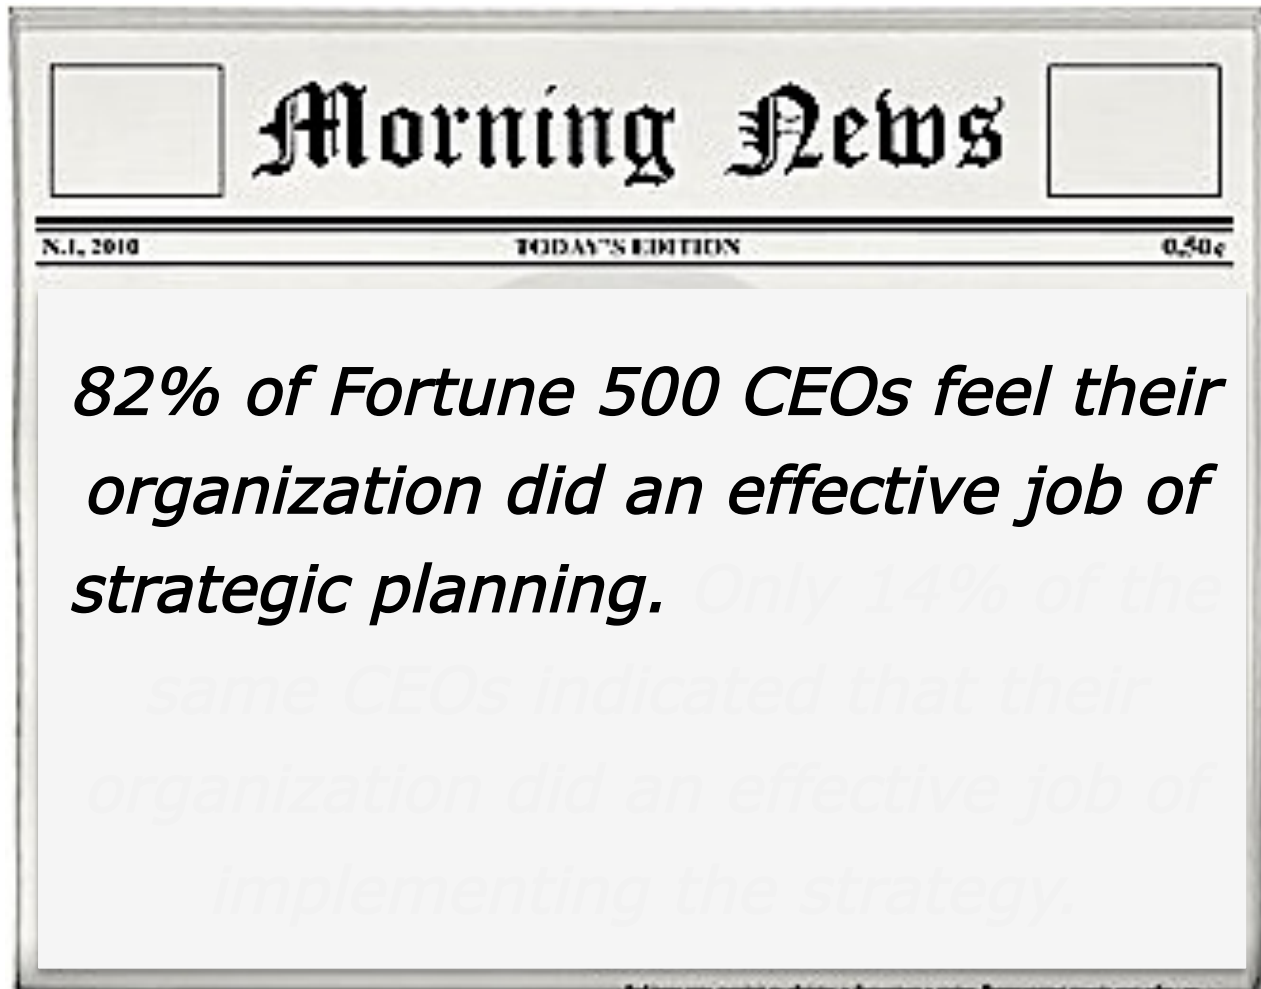 Morning News
N.1, 2010 TODAY'S EDITION 0,50¢
82% of Fortune 500 CEOs feel their
organization did an effective job of
strategic planning. Only 14% of the
same CEOs indicated that their
organization did an effective job of
implementing the strategy.